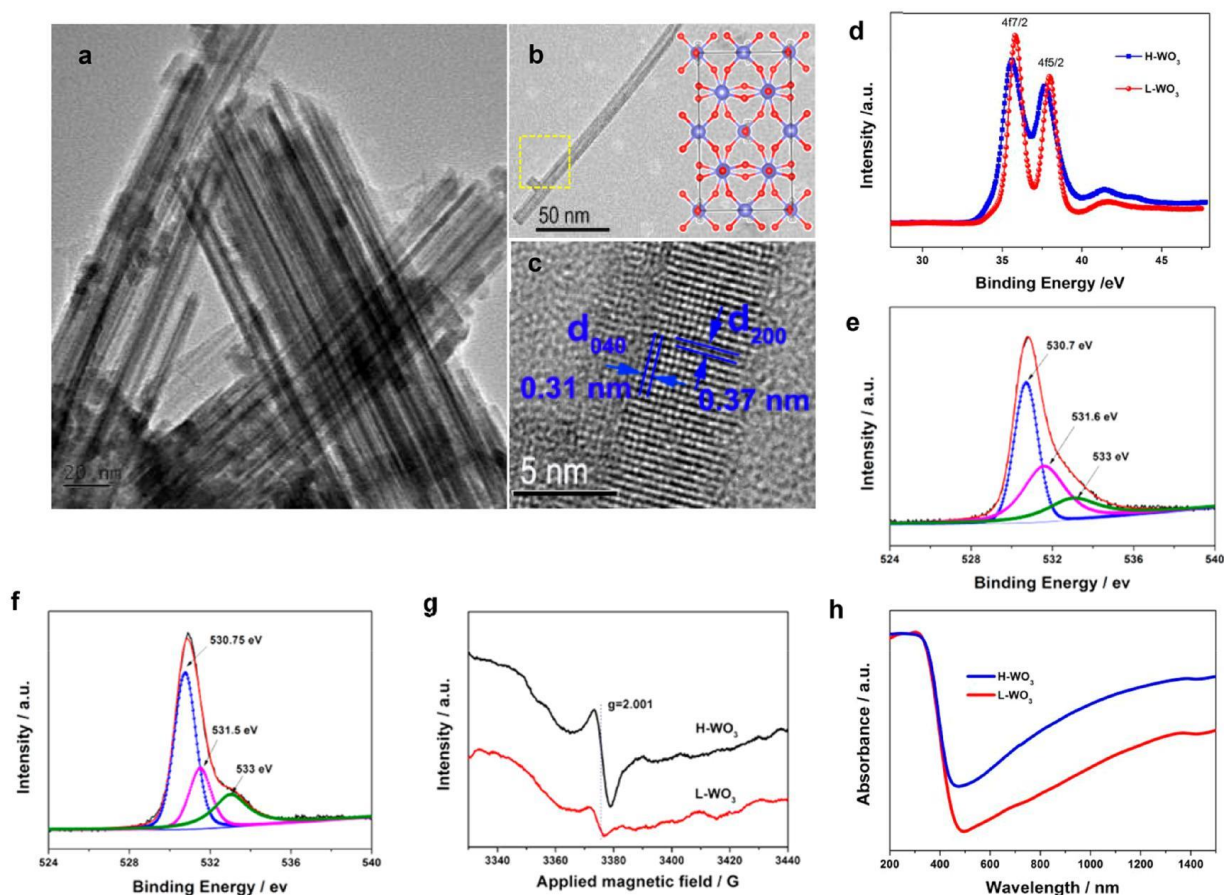 a
20 nm
b
50 nm
c
d040
0.31 nm
d200
0.37 nm
5 nm
d
4f7/2
4f5/2
H-WO3
L-WO3
Intensity /a.u.
30
35
40
45
Binding Energy /eV
e
530.7 eV
531.6 eV
533 eV
Intensity / a.u.
524
528
532
536
540
Binding Energy / ev
f
530.75 eV
531.5 eV
533 eV
Intensity / a.u.
524
528
532
536
540
Binding Energy / ev
g
g=2.001
H-WO3
L-WO3
Intensity / a.u.
3330
3360
3390
3420
3440
Applied magnetic field / G
h
H-WO3
L-WO3
Absorbance / a.u.
200
400
600
800
1000
1200
1400
Wavelength / nm